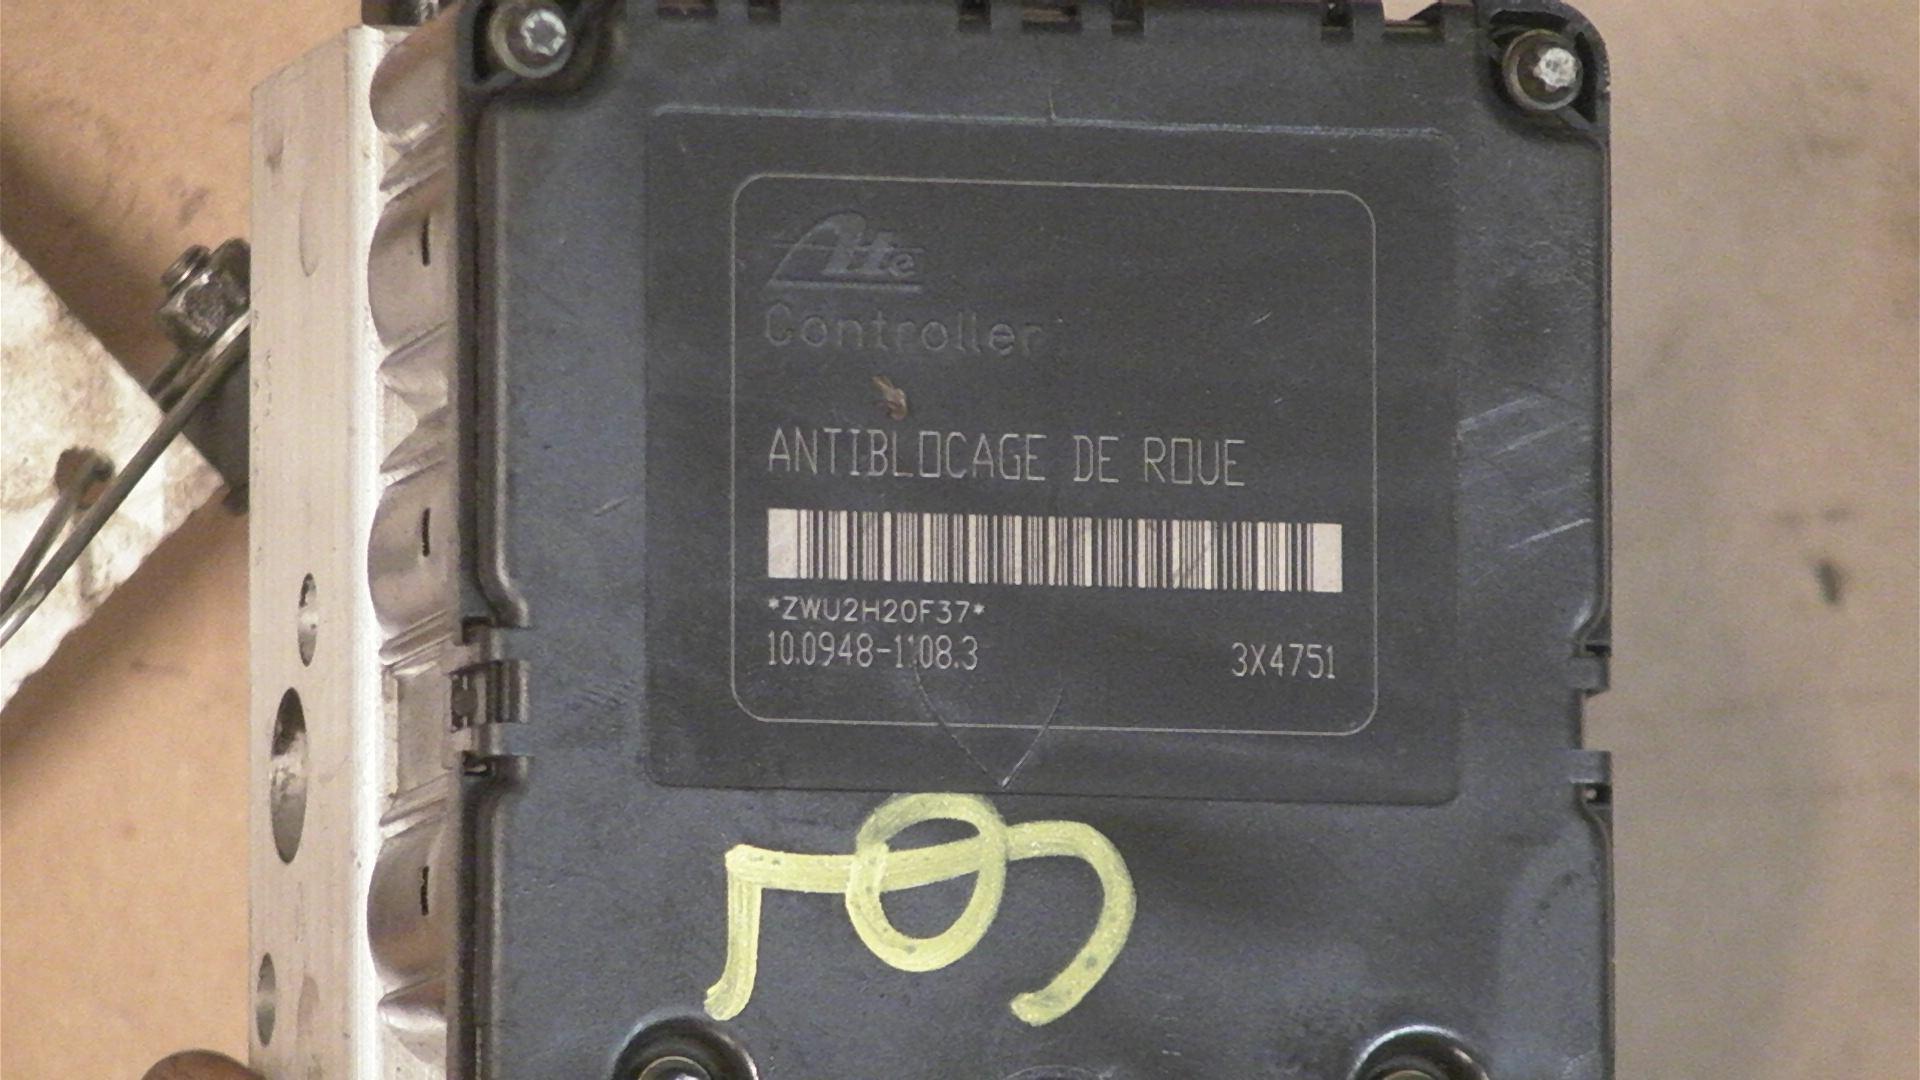 Ate
Controller
ANTIBLOCAGE DE ROUE
*ZWU2H20F37*
10.0948-1108.3 3X4751